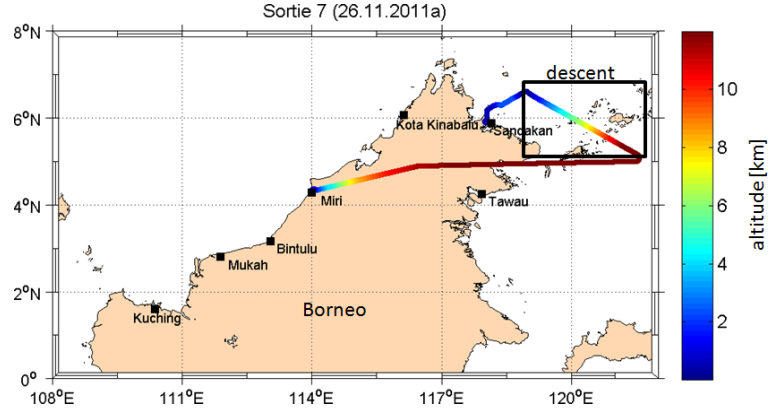 Sortie 7 (26.11.2011a)
8°N
descent
10
6°N
Kota Kinabalu
Sandakan
8
altitude [km]
6
4°N
Miri
Tawau
4
Bintulu
Mukah
2°N
Borneo
Kuching
2
0°
108°E
111°E
114°E
117°E
120°E